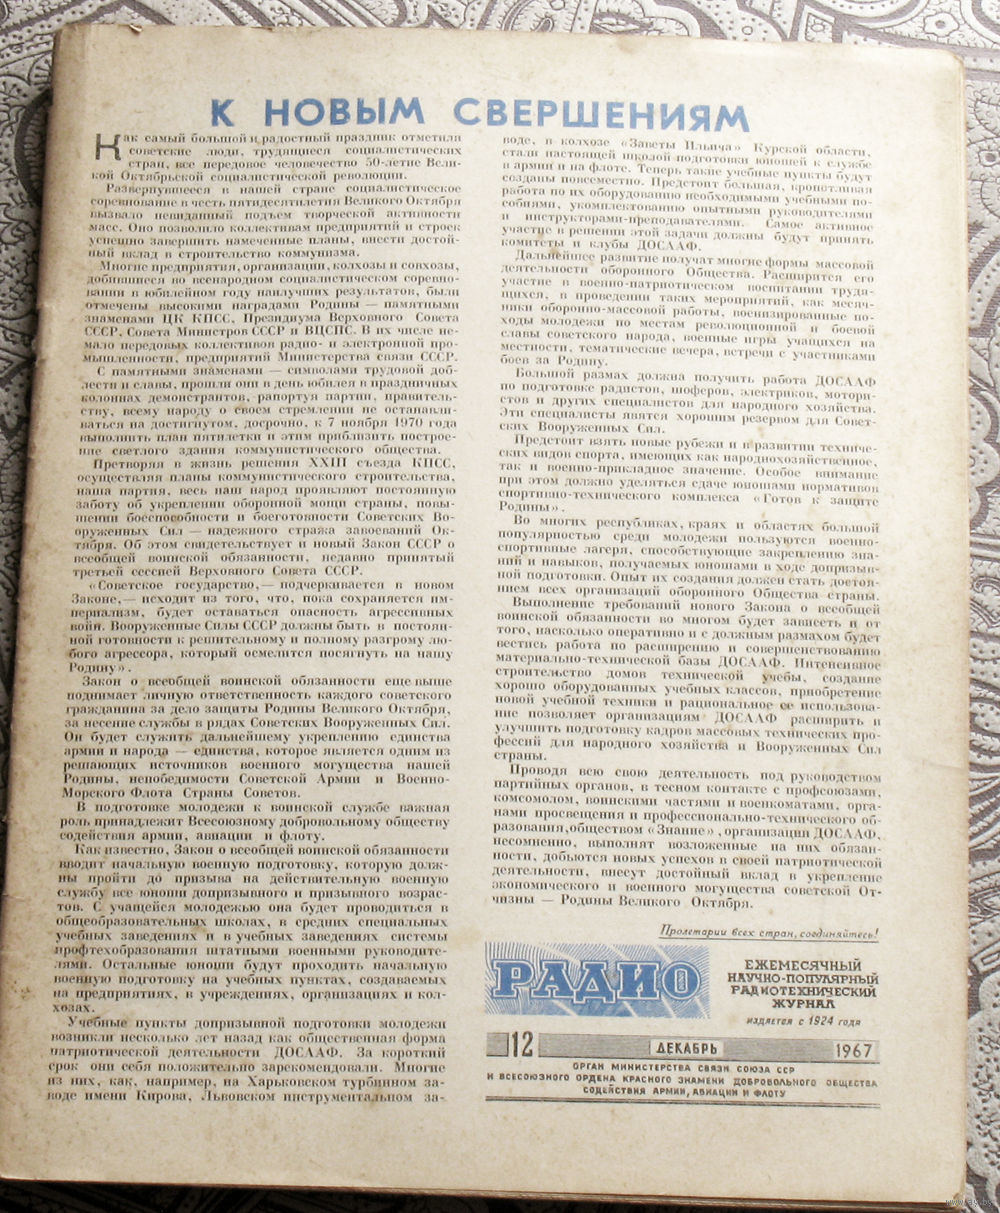 К НОВЫМ СВЕРШЕНИЯМ
Как самый большой и радостный праздник отметили
советские люди, трудящиеся социалистических
стран, все передовое человечество 50-летие Вели-
кой Октябрьской социалистической революции.
Развернувшееся в нашей стране социалистическое
соревнование в честь пятидесятилетия Великого Октября
вызвало невиданный подъем творческой активности
масс. Оно позволило коллективам предприятий и строек
успешно завершить намеченные планы, внести достой-
ный вклад в строительство коммунизма.
Многие предприятия, организации, колхозы и совхозы,
добившиеся во всенародном социалистическом соревно-
вании в юбилейном году наилучших результатов, были
отмечены высокими наградами Родины — памятными
знаменами ЦК КПСС, Президиума Верховного Совета
СССР, Совета Министров СССР и ВЦСПС. В их числе не-
мало передовых коллективов радио- и электронной про-
мышленности, предприятий Министерства связи СССР.
С памятными знаменами — символами трудовой доб-
лести и славы, прошли они в день юбилея в праздничных
колоннах демонстрантов, рапортуя партии, правитель-
ству, всему народу о своем стремлении не останавли-
ваться на достигнутом, досрочно, к 7 ноября 1970 года
выполнить план пятилетки и этим приблизить построе-
ние светлого здания коммунистического общества.
Претворяя в жизнь решения XXIII съезда КПСС,
осуществляя планы коммунистического строительства,
наша партия, весь наш народ проявляют постоянную
заботу об укреплении оборонной мощи страны, повы-
шении боеспособности и боеготовности Советских Во-
оруженных Сил — надежного стража завоеваний Ок-
тября. Об этом свидетельствует и новый Закон СССР о
всеобщей воинской обязанности, недавно принятый
третьей сессией Верховного Совета СССР.
«Советское государство,— подчеркивается в новом
Законе,— исходит из того, что, пока сохраняется им-
периализм, будет оставаться опасность агрессивных
войн. Вооруженные Силы СССР должны быть в постоян-
ной готовности к решительному и полному разгрому лю-
бого агрессора, который осмелится посягнуть на нашу
Родину».
Закон о всеобщей воинской обязанности еще выше
поднимает личную ответственность каждого советского
гражданина за дело защиты Родины Великого Октября,
за несение службы в рядах Советских Вооруженных Сил.
Он будет служить дальнейшему укреплению единства
армии и народа — единства, которое является одним из
решающих источников военного могущества нашей
Родины, непобедимости Советской Армии и Военно-
Морского Флота Страны Советов.
В подготовке молодежи к воинской службе важная
роль принадлежит Всесоюзному добровольному обществу
содействия армии, авиации и флоту.
Как известно, Закон о всеобщей воинской обязанности
вводит начальную военную подготовку, которую долж-
ны пройти до призыва на действительную военную
службу все юноши допризывного и призывного возрас-
тов. С учащейся молодежью она будет проводиться в
общеобразовательных школах, в средних специальных
учебных заведениях и в учебных заведениях системы
профтехобразования штатными военными руководите-
лями. Остальные юноши будут проходить начальную
военную подготовку на учебных пунктах, создаваемых
на предприятиях, в учреждениях, организациях и кол-
хозах.
Учебные пункты допризывной подготовки молодежи
возникли несколько лет назад как общественная форма
патриотической деятельности ДОСААФ. За короткий
срок они себя положительно зарекомендовали. Многие
из них, как, например, на Харьковском турбинном за-
воде имени Кирова, Львовском инструментальном за-
воде, в колхозе «Заветы Ильича» Курской области,
стали настоящей школой подготовки юношей к службе
в армии и на флоте. Теперь такие учебные пункты будут
созданы повсеместно. Предстоит большая, кропотливая
работа по их оборудованию необходимыми учебными по-
собиями, укомплектованию опытными руководителями
и инструкторами-преподавателями. Самое активное
участие в решении этой задачи должны будут принять
комитеты и клубы ДОСААФ.
Дальнейшее развитие получат многие формы массовой
деятельности оборонного Общества. Расширится его
участие в военно-патриотическом воспитании трудя-
щихся, в проведении таких мероприятий, как месяч-
ники оборонно-массовой работы, военизированные по-
ходы молодежи по местам революционной и боевой
славы советского народа, военные игры учащихся на
местности, тематические вечера, встречи с участниками
боев за Родину.
Большой размах должна получить работа ДОСААФ
по подготовке радистов, шоферов, электриков, мотори-
стов и других специалистов для народного хозяйства.
Эти специалисты явятся хорошим резервом для Совет-
ских Вооруженных Сил.
Предстоит взять новые рубежи и в развитии техниче-
ских видов спорта, имеющих как народнохозяйственное,
так и военно-прикладное значение. Особое внимание
при этом должно уделяться сдаче юношами нормативов
спортивно-технического комплекса «Готов к защите
Родины».
Во многих республиках, краях и областях большой
популярностью среди молодежи пользуются военно-
спортивные лагеря, способствующие закреплению зна-
ний и навыков, получаемых юношами в ходе допризыв-
ной подготовки. Опыт их создания должен стать достоя-
нием всех организаций оборонного Общества страны.
Выполнение требований нового Закона о всеобщей
воинской обязанности во многом будет зависеть и от
того, насколько оперативно и с должным размахом будет
вестись работа по расширению и совершенствованию
материально-технической базы ДОСААФ. Интенсивное
строительство домов технической учебы, создание
хорошо оборудованных учебных классов, приобретение
новой учебной техники и рациональное ее использова-
ние позволяет организациям ДОСААФ расширить и
улучшить подготовку кадров массовых технических про-
фессий для народного хозяйства и Вооруженных Сил
страны.
Проводя всю свою деятельность под руководством
партийных органов, в тесном контакте с профсоюзами,
комсомолом, воинскими частями и военкоматами, орга-
нами просвещения и профессионально-технического об-
разования, обществом «Знание», организации ДОСААФ,
несомненно, выполнят возложенные на них обязан-
ности, добьются новых успехов в своей патриотической
деятельности, внесут достойный вклад в укрепление
экономического и военного могущества советской От-
чизны — Родины Великого Октября.
Пролетарии всех стран, соединяйтесь!
РАДИО
ЕЖЕМЕСЯЧНЫЙ
НАУЧНО-ПОПУЛЯРНЫЙ
РАДИОТЕХНИЧЕСКИЙ
ЖУРНАЛ
ИЗДАЕТСЯ С 1924 ГОДА
12 ДЕКАБРЬ 1967
ОРГАН МИНИСТЕРСТВА СВЯЗИ СОЮЗА ССР
И ВСЕСОЮЗНОГО ОРДЕНА КРАСНОГО ЗНАМЕНИ ДОБРОВОЛЬНОГО ОБЩЕСТВА
СОДЕЙСТВИЯ АРМИИ, АВИАЦИИ И ФЛОТУ